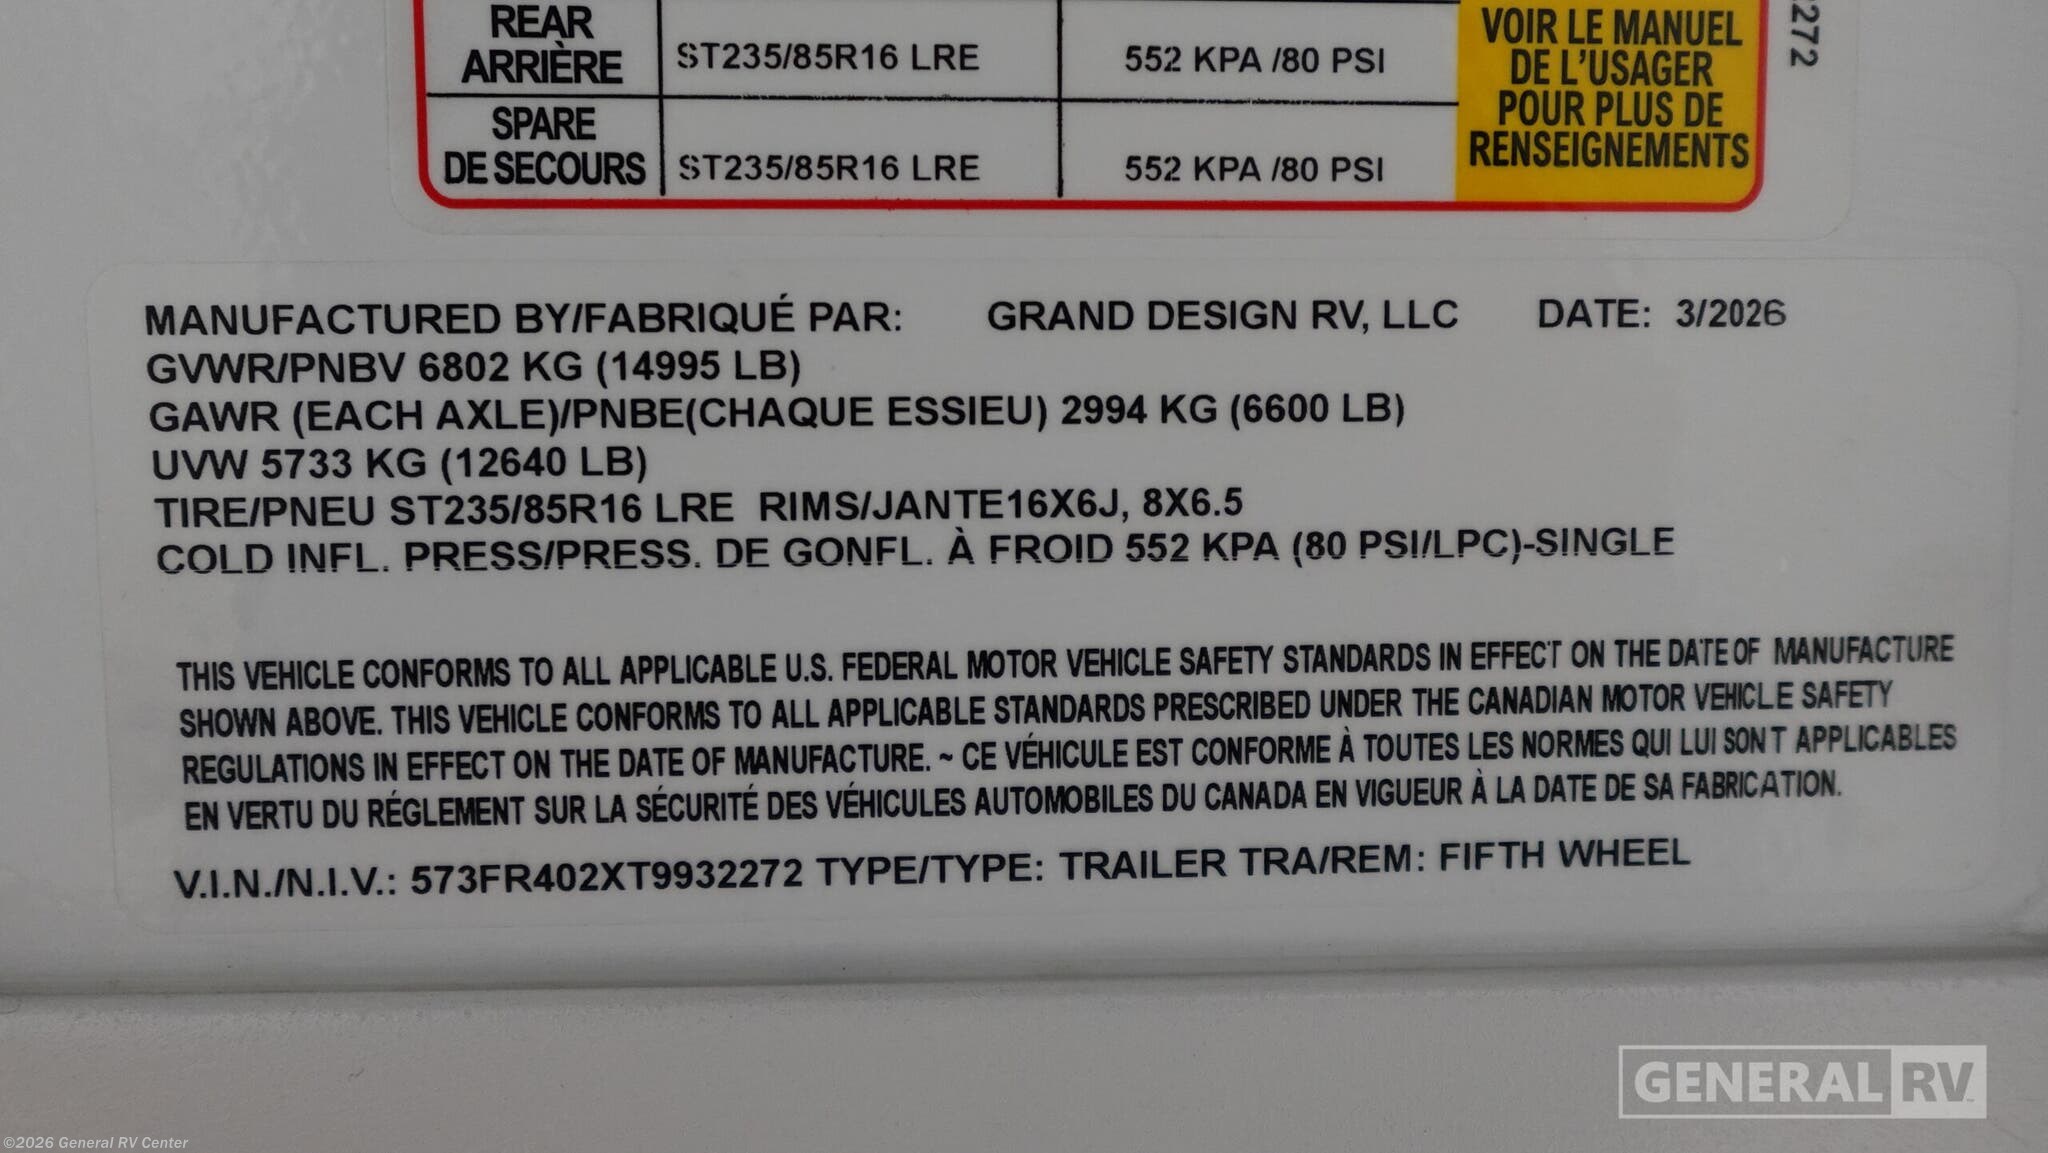 REAR
ARRIÈRE
ST235/85R16 LRE
552 KPA /80 PSI
SPARE
DE SECOURS
ST235/85R16 LRE
552 KPA /80 PSI
VOIR LE MANUEL
DE L'USAGER
POUR PLUS DE
RENSEIGNEMENTS
2272
MANUFACTURED BY/FABRIQUÉ PAR: GRAND DESIGN RV, LLC DATE: 3/2026
GVWR/PNBV 6802 KG (14995 LB)
GAWR (EACH AXLE)/PNBE(CHAQUE ESSIEU) 2994 KG (6600 LB)
UVW 5733 KG (12640 LB)
TIRE/PNEU ST235/85R16 LRE RIMS/JANTE16X6J, 8X6.5
COLD INFL. PRESS/PRESS. DE GONFL. À FROID 552 KPA (80 PSI/LPC)-SINGLE
THIS VEHICLE CONFORMS TO ALL APPLICABLE U.S. FEDERAL MOTOR VEHICLE SAFETY STANDARDS IN EFFECT ON THE DATE OF MANUFACTURE
SHOWN ABOVE. THIS VEHICLE CONFORMS TO ALL APPLICABLE STANDARDS PRESCRIBED UNDER THE CANADIAN MOTOR VEHICLE SAFETY
REGULATIONS IN EFFECT ON THE DATE OF MANUFACTURE. ~ CE VÉHICULE EST CONFORME À TOUTES LES NORMES QUI LUI SONT APPLICABLES
EN VERTU DU RÉGLEMENT SUR LA SÉCURITÉ DES VÉHICULES AUTOMOBILES DU CANADA EN VIGUEUR À LA DATE DE SA FABRICATION.
V.I.N./N.I.V.: 573FR402XT9932272 TYPE/TYPE: TRAILER TRA/REM: FIFTH WHEEL
GENERAL RV
©2026 General RV Center